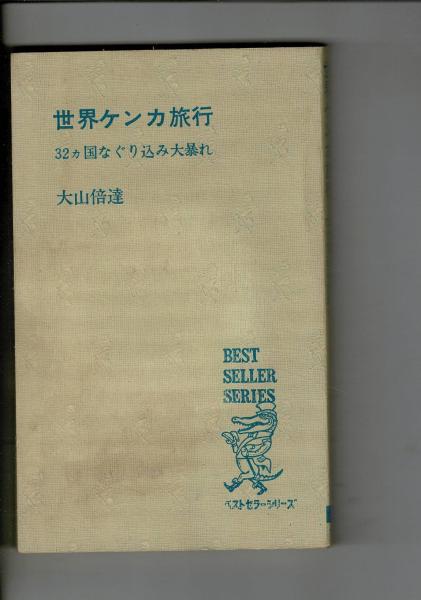 世界ケンカ旅行
32ヵ国なぐり込み大暴れ
大山倍達
BEST
SELLER
SERIES
ベストセラーシリーズ